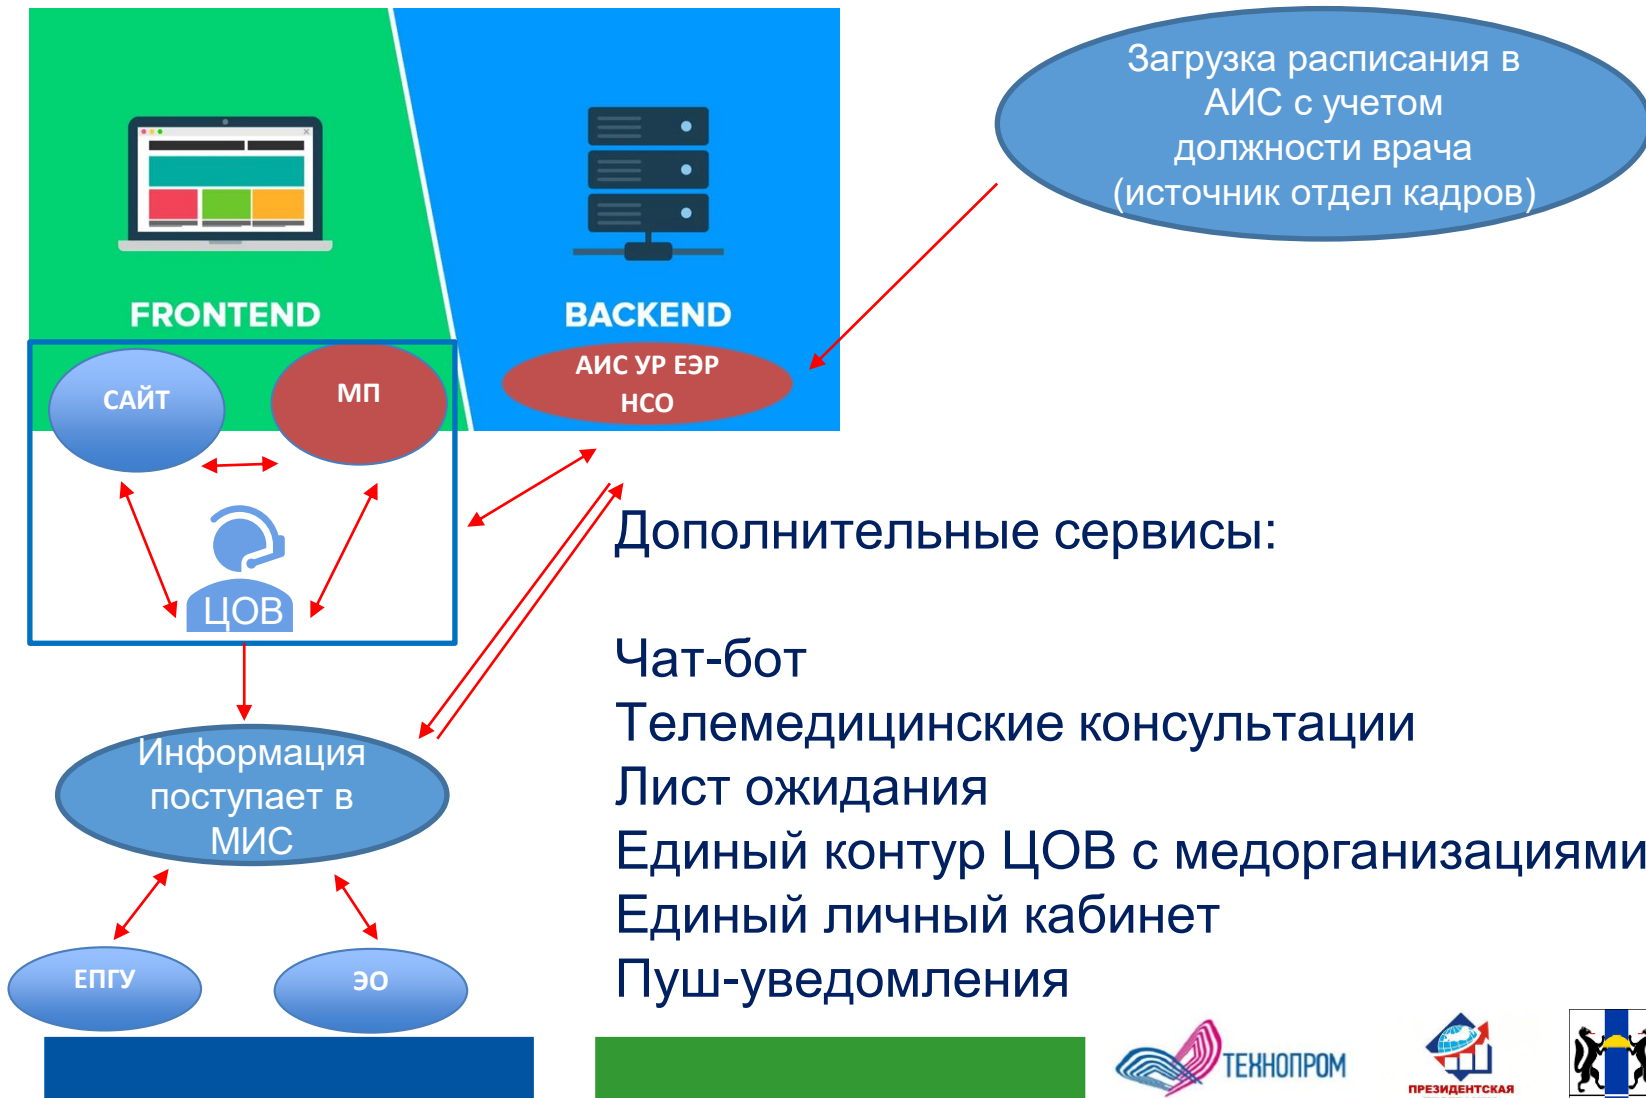 Загрузка расписания в
АИС с учетом
должности врача
(источник отдел кадров)
FRONTEND
BACKEND
САЙТ
МП
АИС УР ЕЭР
НСО
ЦОВ
Дополнительные сервисы:
Чат-бот
Телемедицинские консультации
Лист ожидания
Единый контур ЦОВ с медорганизациями
Единый личный кабинет
Пуш-уведомления
Информация
поступает в
МИС
ЕПГУ
ЭО
ТЕХНОПРОМ
ПРЕЗИДЕНТСКАЯ